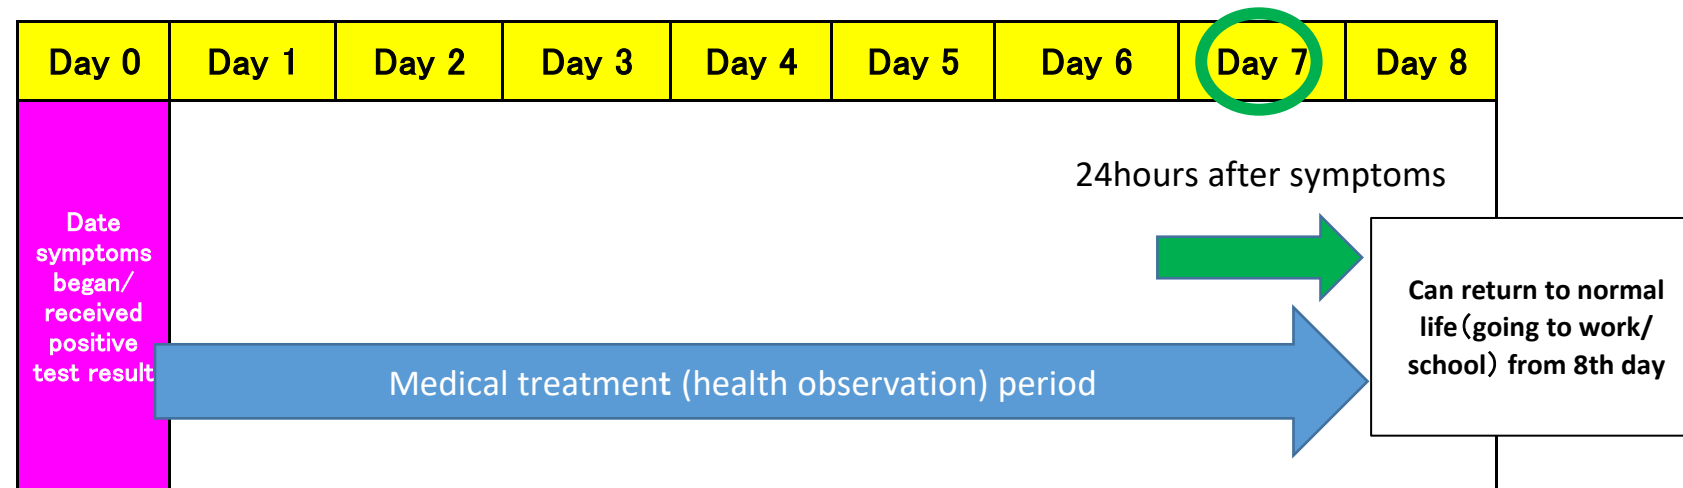 Day 0 Day 1 Day 2 Day 3 Day 4 Day 5 Day 6 Day 7 Day 8
Date
symptoms
began/
received
positive
test result
24hours after symptoms
Medical treatment (health observation) period
Can return to normal
life（going to work/
school） from 8th day